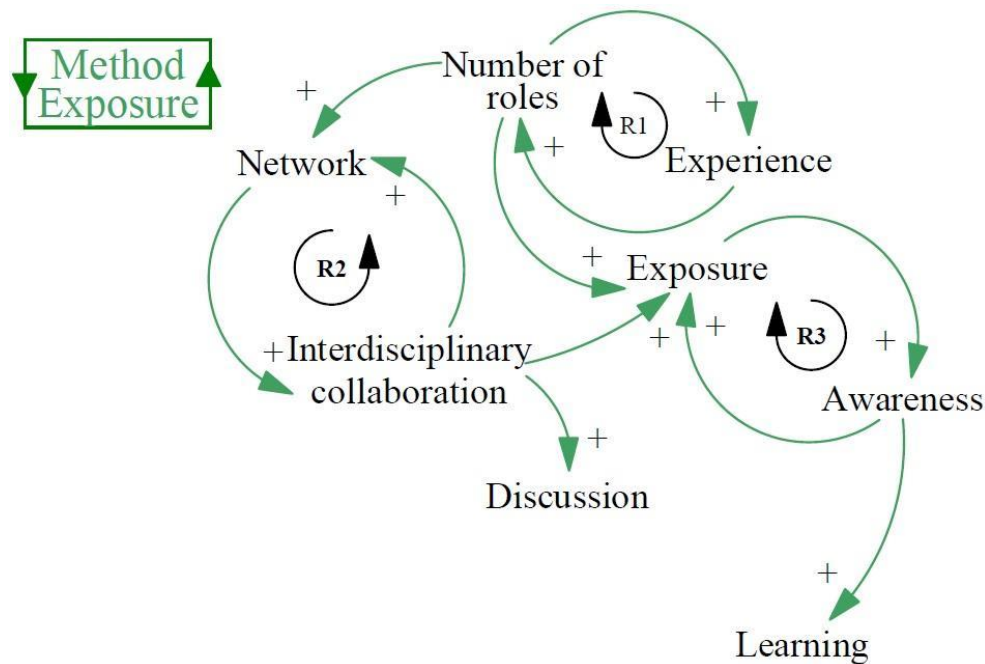 Method
Exposure
Number of
roles
+
+
R1
+
Experience
Network
+
R2
+
Exposure
+
+
+
R3
+
+Interdisciplinary
collaboration
Awareness
+
Discussion
+
Learning